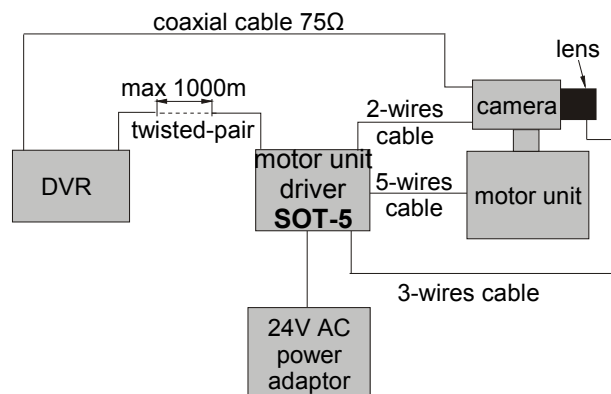 coaxial cable 75Ω
lens
max 1000m
camera
2-wires
cable
twisted-pair
motor unit
driver
SOT-5
DVR
5-wires
cable
motor unit
3-wires cable
24V AC
power
adaptor